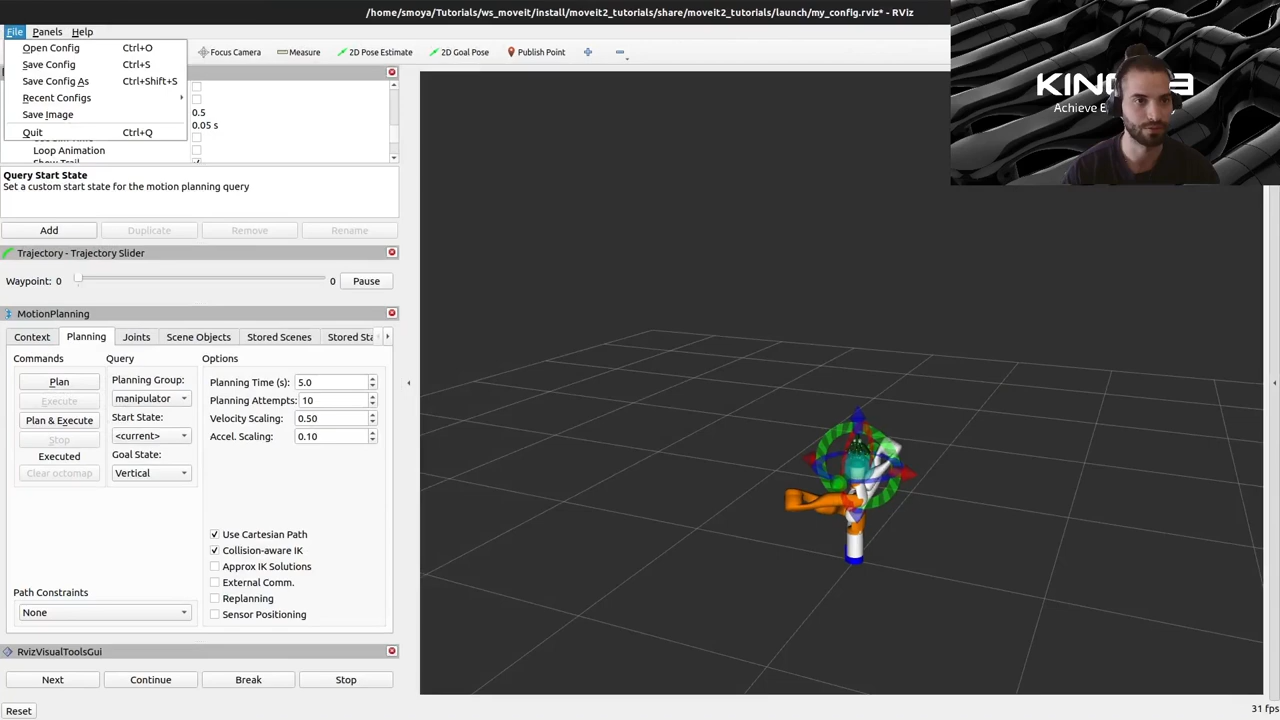 /home/smoya/Tutorials/ws_moveit/install/moveit2_tutorials/share/moveit2_tutorials/launch/my_config.rviz* - RViz
File Panels Help
Open Config Ctrl+O
Save Config Ctrl+S
Save Config As Ctrl+Shift+S
Recent Configs
Save Image
Quit Ctrl+Q
Focus Camera Measure 2D Pose Estimate 2D Goal Pose Publish Point
0.5
0.05 s
Loop Animation
Show Trail
Query Start State
Set a custom start state for the motion planning query
Add Duplicate Remove Rename
Trajectory - Trajectory Slider
Waypoint: 0 0 Pause
MotionPlanning
Context Planning Joints Scene Objects Stored Scenes Stored Sta
Commands Query Options
Plan
Execute
Plan & Execute
Stop
Executed
Clear octomap
Planning Group:
manipulator
Start State:
<current>
Goal State:
Vertical
Planning Time (s): 5.0
Planning Attempts: 10
Velocity Scaling: 0.50
Accel. Scaling: 0.10
Use Cartesian Path
Collision-aware IK
Approx IK Solutions
External Comm.
Replanning
Sensor Positioning
Path Constraints
None
RvizVisualToolsGui
Next Continue Break Stop
Reset
31 fps
KINOVA
Achieve